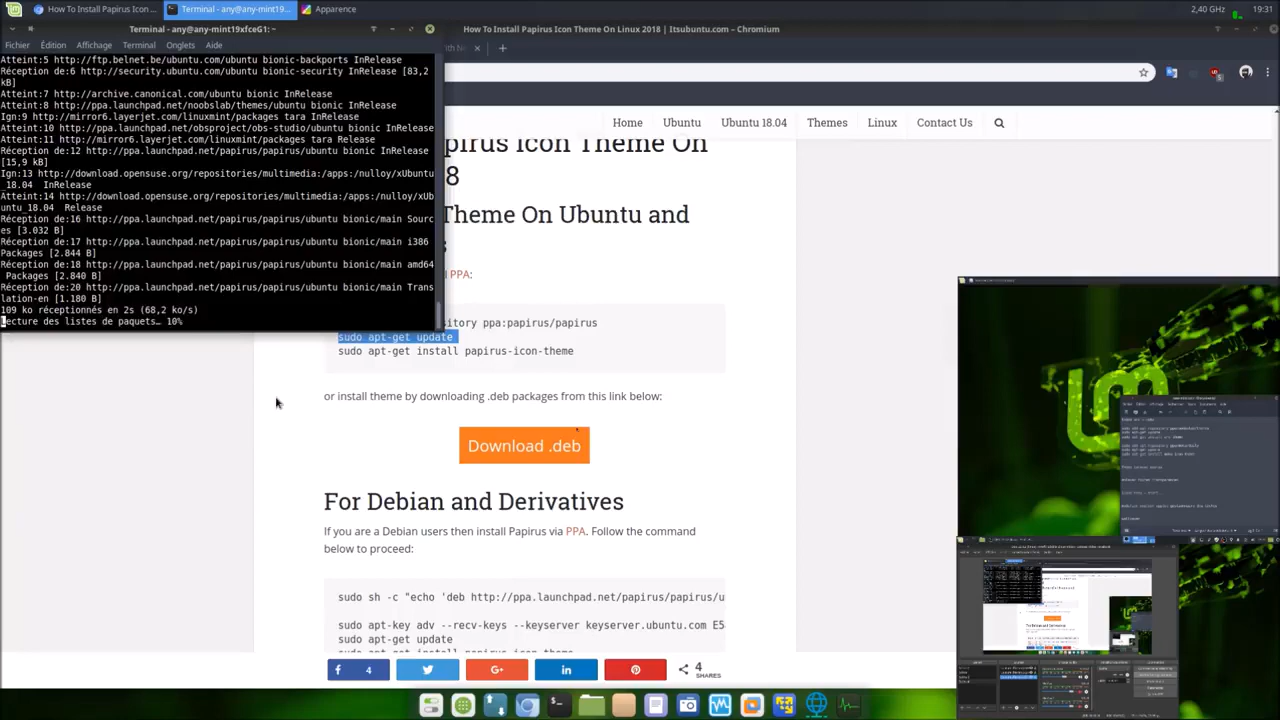 How To Install Papirus Icon ...
Terminal - any@any-mint19...
Apparence
2,40 GHz
19:31
Terminal - any@any-mint19xfceG1: ~
How To Install Papirus Icon Theme On Linux 2018 | Itsubuntu.com – Chromium
Fichier Édition Affichage Terminal Onglets Aide
Atteint:5 http://ftp.belnet.be/ubuntu.com/ubuntu bionic-backports InRelease
Réception de:6 http://security.ubuntu.com/ubuntu bionic-security InRelease [83,2
kB]
Atteint:7 http://archive.canonical.com/ubuntu bionic InRelease
Atteint:8 http://ppa.launchpad.net/noobslab/themes/ubuntu bionic InRelease
Ign:9 http://mirror6.layerjet.com/linuxmint/packages tara InRelease
Atteint:10 http://ppa.launchpad.net/obsproject/obs-studio/ubuntu bionic InRelease
Atteint:11 http://mirror6.layerjet.com/linuxmint/packages tara Release
Réception de:12 http://ppa.launchpad.net/papirus/papirus/ubuntu bionic InRelease
[15,9 kB]
Ign:13 http://download.opensuse.org/repositories/multimedia:/apps:/nulloy/xUbuntu
_18.04 InRelease
Atteint:14 http://download.opensuse.org/repositories/multimedia:/apps:/nulloy/xUb
untu_18.04 Release
Réception de:16 http://ppa.launchpad.net/papirus/papirus/ubuntu bionic/main Sourc
es [3.032 B]
Réception de:17 http://ppa.launchpad.net/papirus/papirus/ubuntu bionic/main i386
Packages [2.844 B]
Réception de:18 http://ppa.launchpad.net/papirus/papirus/ubuntu bionic/main amd64
Packages [2.840 B]
Réception de:20 http://ppa.launchpad.net/papirus/papirus/ubuntu bionic/main Trans
lation-en [1.180 B]
109 ko réceptionnés en 2s (68,2 ko/s)
Lecture des listes de paquets… 10%
Home Ubuntu Ubuntu 18.04 Themes Linux Contact Us
pirus Icon Theme On
8
Theme On Ubuntu and
s
PPA:
itory ppa:papirus/papirus
sudo apt-get update
sudo apt-get install papirus-icon-theme
or install theme by downloading .deb packages from this link below:
Download .deb
For Debian and Derivatives
If you are a Debian users then install Papirus via PPA. Follow the command
below to proceed:
sh -c "echo 'deb http://ppa.launchpad.net/papirus/papirus/u
sudo apt-key adv --recv-keys --keyserver keyserver.ubuntu.com E5
sudo apt-get update
sudo apt-get install papirus-icon-theme
4
SHARES